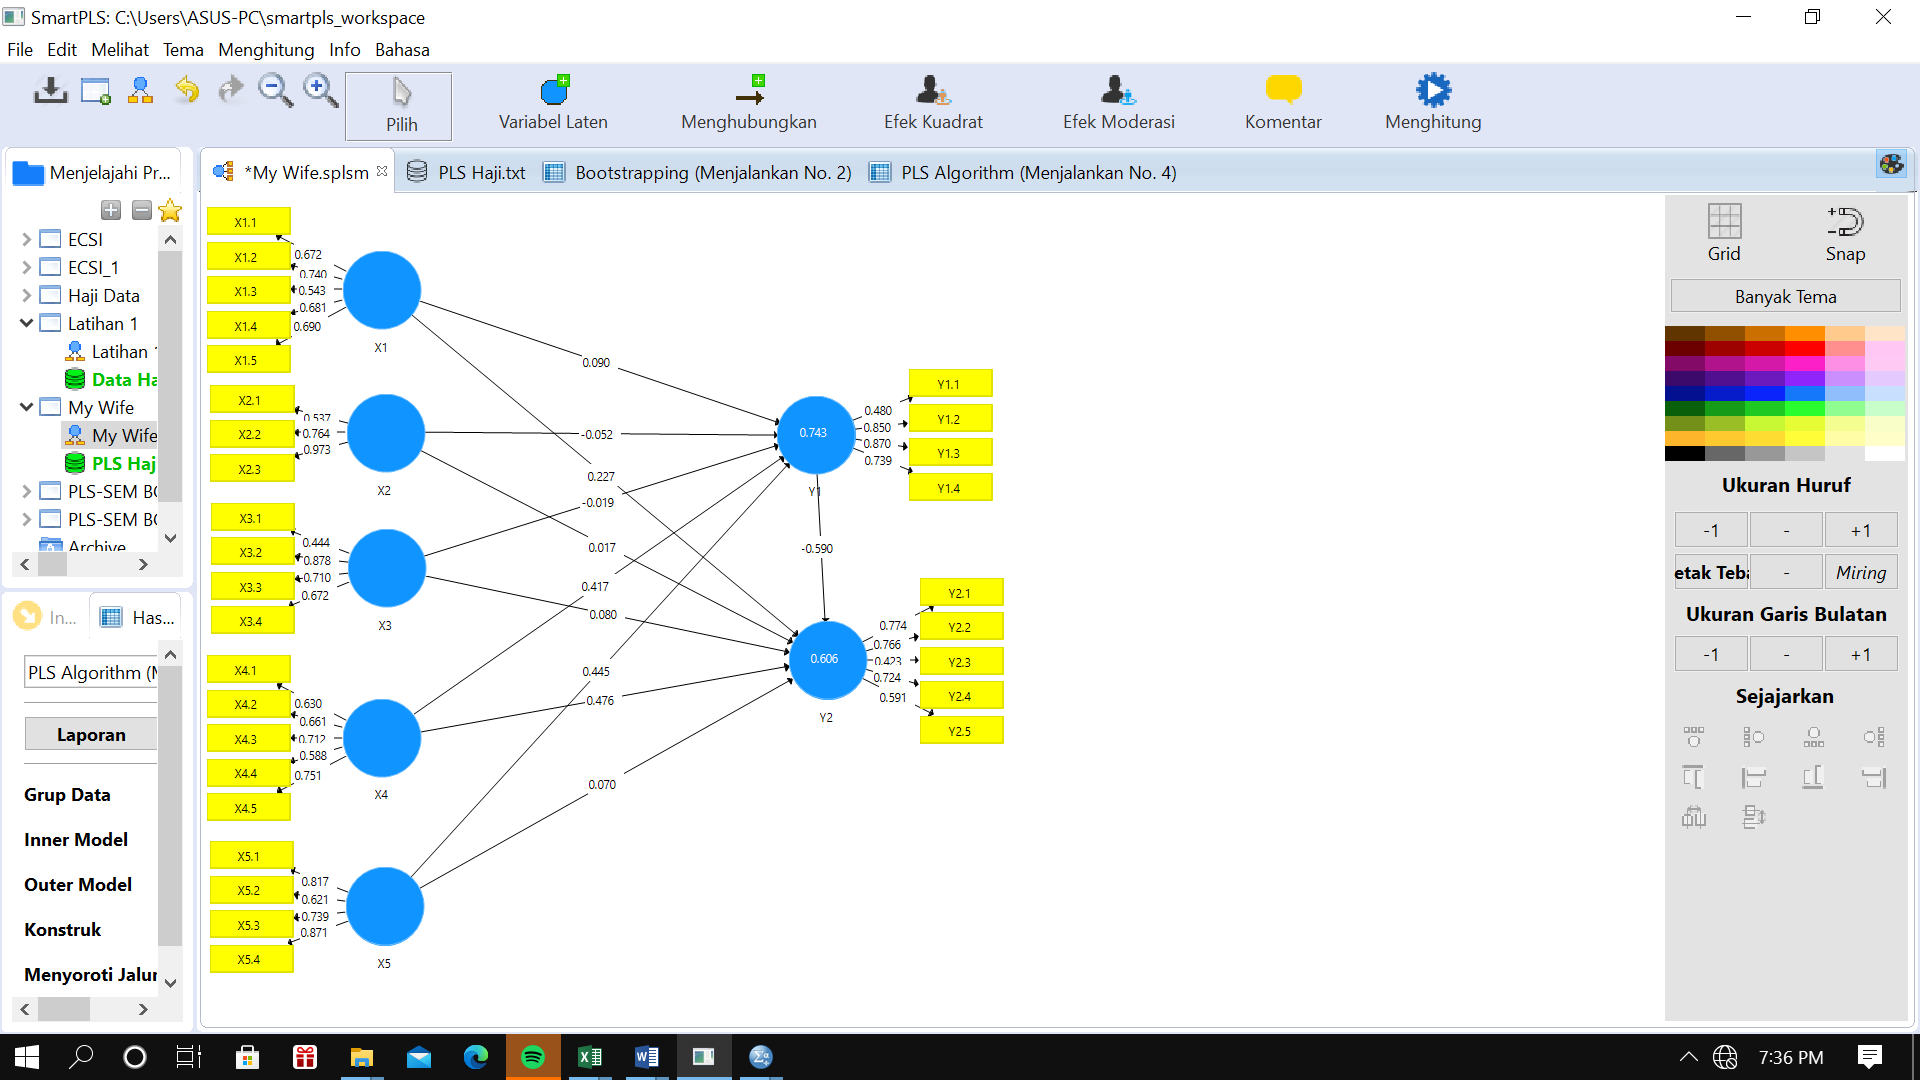 SmartPLS: C:\Users\ASUS-PC\smartpls_workspace
File Edit Melihat Tema Menghitung Info Bahasa
Pilih
Variabel Laten
Menghubungkan
Efek Kuadrat
Efek Moderasi
Komentar
Menghitung
Menjelajahi Pr...
*My Wife.splsm
PLS Haji.txt
Bootstrapping (Menjalankan No. 2)
PLS Algorithm (Menjalankan No. 4)
ECSI
ECSI_1
Haji Data
Latihan 1
Latihan
Data Ha
My Wife
My Wife
PLS Haj
PLS-SEM BO
PLS-SEM BO
Archive
In...
Has...
PLS Algorithm (M
Laporan
Grup Data
Inner Model
Outer Model
Konstruk
Menyoroti Jalur
X1.1
X1.2
X1.3
X1.4
X1.5
0.672
0.740
0.543
0.681
0.690
X1
X2.1
X2.2
X2.3
0.537
0.764
0.973
X2
X3.1
X3.2
X3.3
X3.4
0.444
0.878
0.710
0.672
X3
X4.1
X4.2
X4.3
X4.4
X4.5
0.630
0.661
0.712
0.588
0.751
X4
X5.1
X5.2
X5.3
X5.4
0.817
0.621
0.739
0.871
X5
0.090
-0.052
0.227
-0.019
0.017
0.417
0.080
0.445
0.476
0.070
0.743
Y1
-0.590
0.606
Y2
0.480
0.850
0.870
0.739
Y1.1
Y1.2
Y1.3
Y1.4
0.774
0.766
0.423
0.724
0.591
Y2.1
Y2.2
Y2.3
Y2.4
Y2.5
Grid
Snap
Banyak Tema
Ukuran Huruf
-1 - +1
etak Teba - Miring
Ukuran Garis Bulatan
-1 - +1
Sejajarkan
7:36 PM